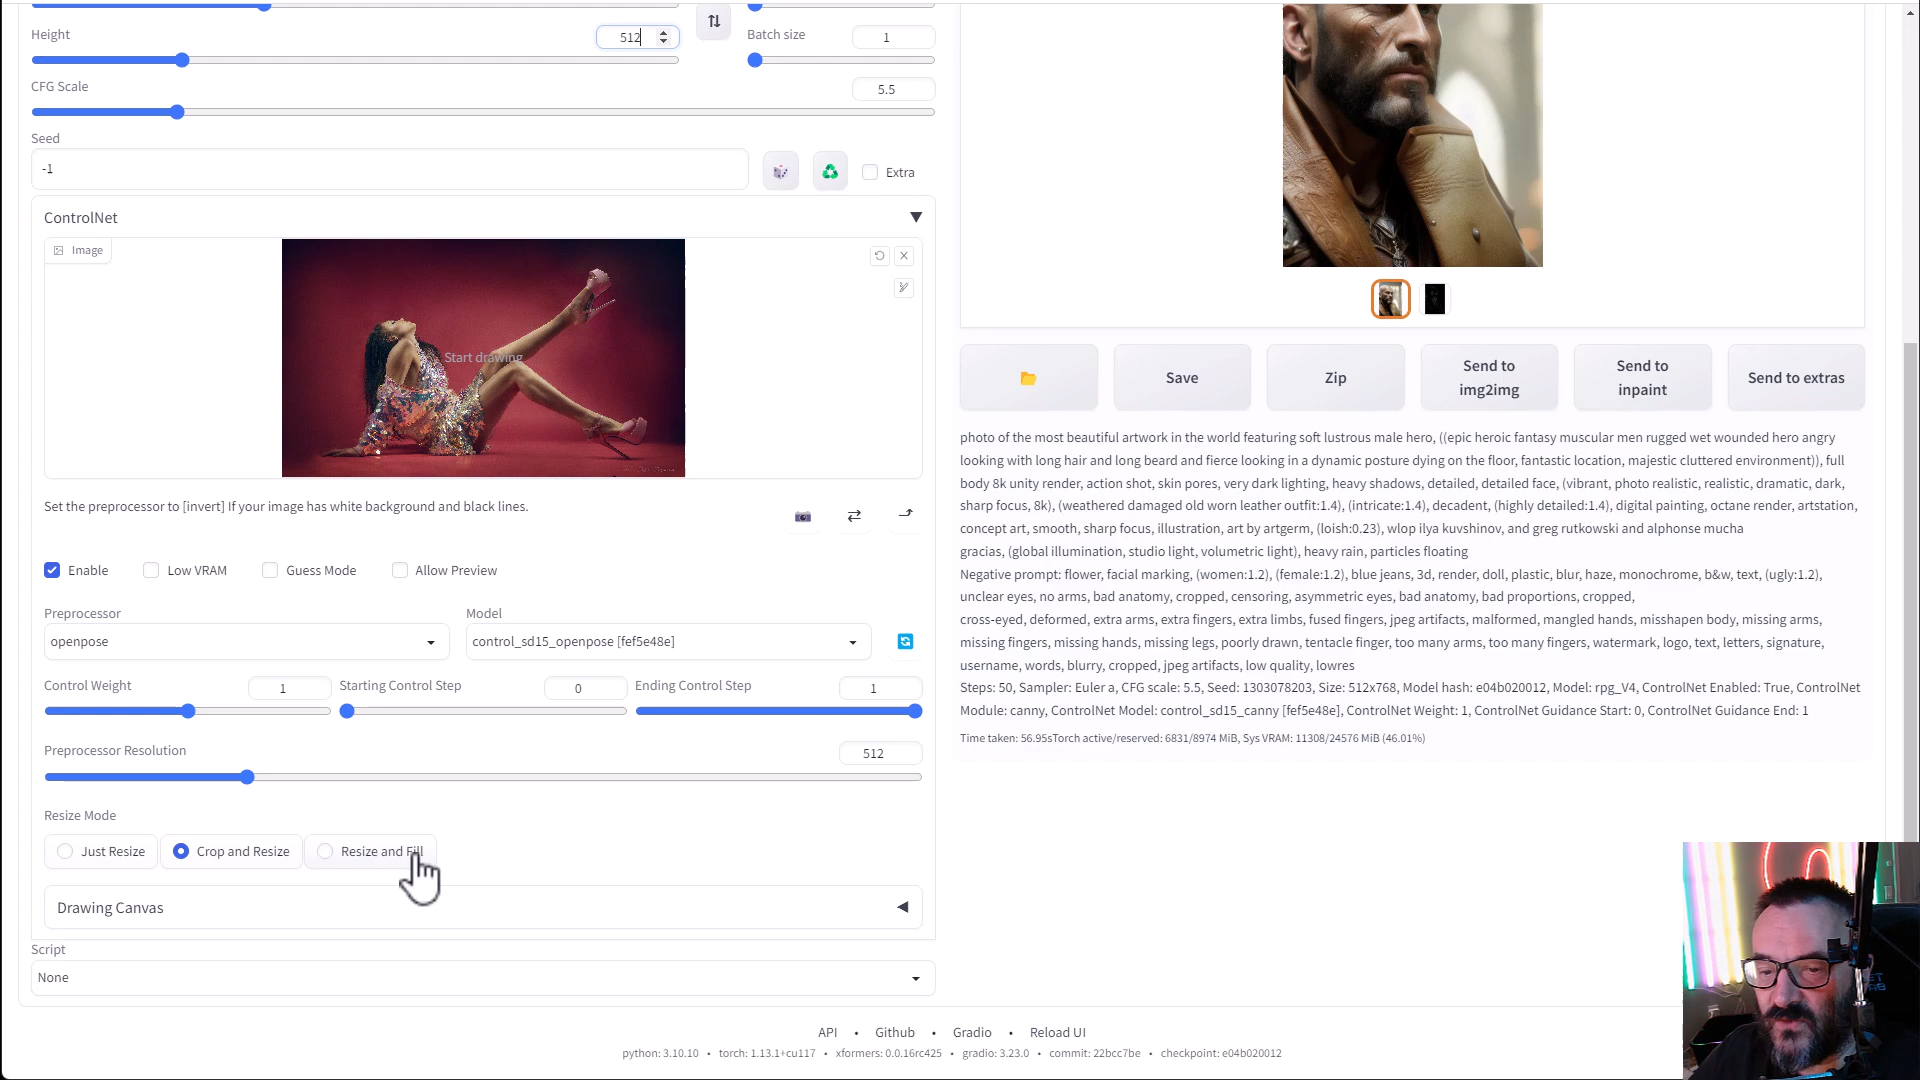 Height
512
Batch size
1
CFG Scale
5.5
Seed
-1
Extra
ControlNet
Image
Start drawing
Set the preprocessor to [invert] If your image has white background and black lines.
Enable
Low VRAM
Guess Mode
Allow Preview
Preprocessor
Model
openpose
control_sd15_openpose [fef5e48e]
Control Weight
1
Starting Control Step
0
Ending Control Step
1
Preprocessor Resolution
512
Resize Mode
Just Resize
Crop and Resize
Resize and Fill
Drawing Canvas
Script
None
Save
Zip
Send to
img2img
Send to
inpaint
Send to extras
photo of the most beautiful artwork in the world featuring soft lustrous male hero, ((epic heroic fantasy muscular men rugged wet wounded hero angry
looking with long hair and long beard and fierce looking in a dynamic posture dying on the floor, fantastic location, majestic cluttered environment)), full
body 8k unity render, action shot, skin pores, very dark lighting, heavy shadows, detailed, detailed face, (vibrant, photo realistic, realistic, dramatic, dark,
sharp focus, 8k), (weathered damaged old worn leather outfit:1.4), (intricate:1.4), decadent, (highly detailed:1.4), digital painting, octane render, artstation,
concept art, smooth, sharp focus, illustration, art by artgerm, (loish:0.23), wlop ilya kuvshinov, and greg rutkowski and alphonse mucha
gracias, (global illumination, studio light, volumetric light), heavy rain, particles floating
Negative prompt: flower, facial marking, (women:1.2), (female:1.2), blue jeans, 3d, render, doll, plastic, blur, haze, monochrome, b&w, text, (ugly:1.2),
unclear eyes, no arms, bad anatomy, cropped, censoring, asymmetric eyes, bad anatomy, bad proportions, cropped,
cross-eyed, deformed, extra arms, extra fingers, extra limbs, fused fingers, jpeg artifacts, malformed, mangled hands, misshapen body, missing arms,
missing fingers, missing hands, missing legs, poorly drawn, tentacle finger, too many arms, too many fingers, watermark, logo, text, letters, signature,
username, words, blurry, cropped, jpeg artifacts, low quality, lowres
Steps: 50, Sampler: Euler a, CFG scale: 5.5, Seed: 1303078203, Size: 512x768, Model hash: e04b020012, Model: rpg_V4, ControlNet Enabled: True, ControlNet
Module: canny, ControlNet Model: control_sd15_canny [fef5e48e], ControlNet Weight: 1, ControlNet Guidance Start: 0, ControlNet Guidance End: 1
Time taken: 56.95sTorch active/reserved: 6831/8974 MiB, Sys VRAM: 11308/24576 MiB (46.01%)
API • Github • Gradio • Reload UI
python: 3.10.10 • torch: 1.13.1+cu117 • xformers: 0.0.16rc425 • gradio: 3.23.0 • commit: 22bcc7be • checkpoint: e04b020012